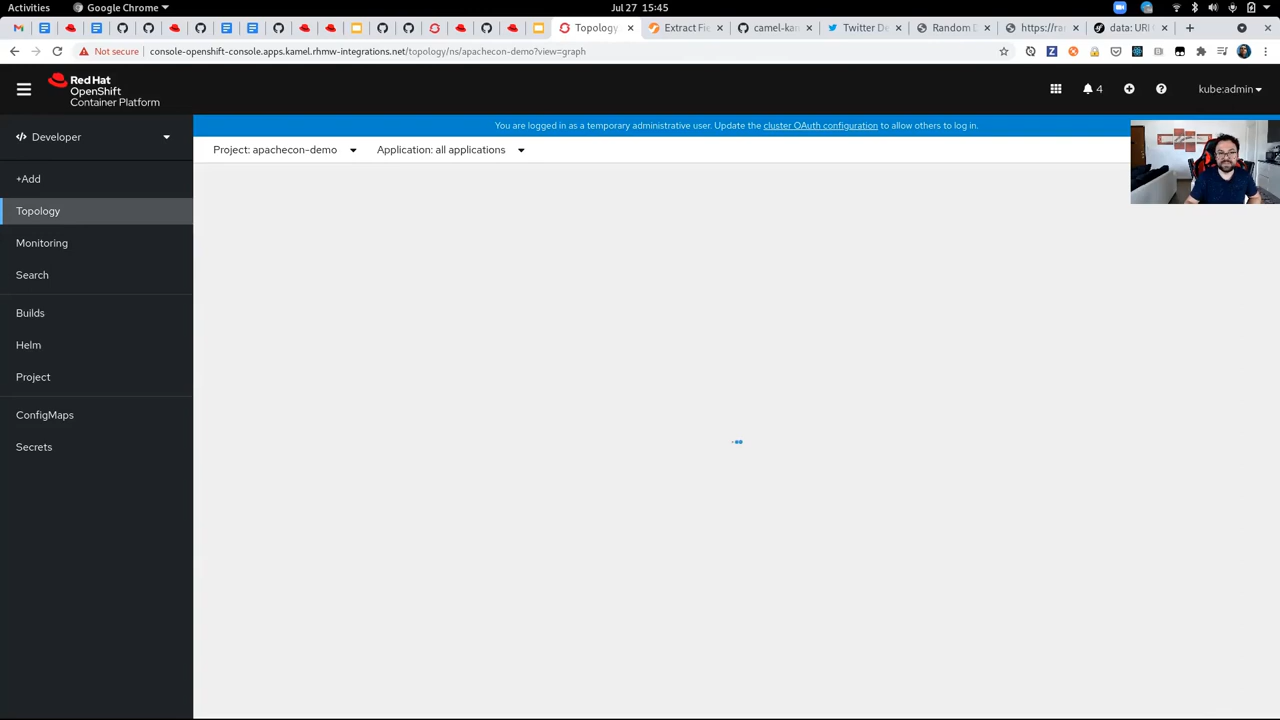 Activities
Google Chrome
Jul 27 15:45
Topology
Extract Fie
camel-kam
Twitter De
Random D
https://ra
data: URI
Not secure
console-openshift-console.apps.kamel.rhmw-integrations.net/topology/ns/apachecon-demo?view=graph
Red Hat
OpenShift
Container Platform
4
kube:admin
Developer
You are logged in as a temporary administrative user. Update the cluster OAuth configuration to allow others to log in.
Project: apachecon-demo
Application: all applications
+Add
Topology
Monitoring
Search
Builds
Helm
Project
ConfigMaps
Secrets